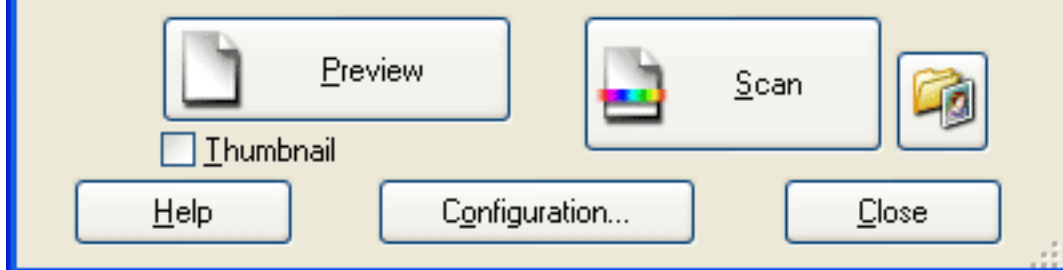 Preview
Scan
Thumbnail
Help
Configuration...
Close